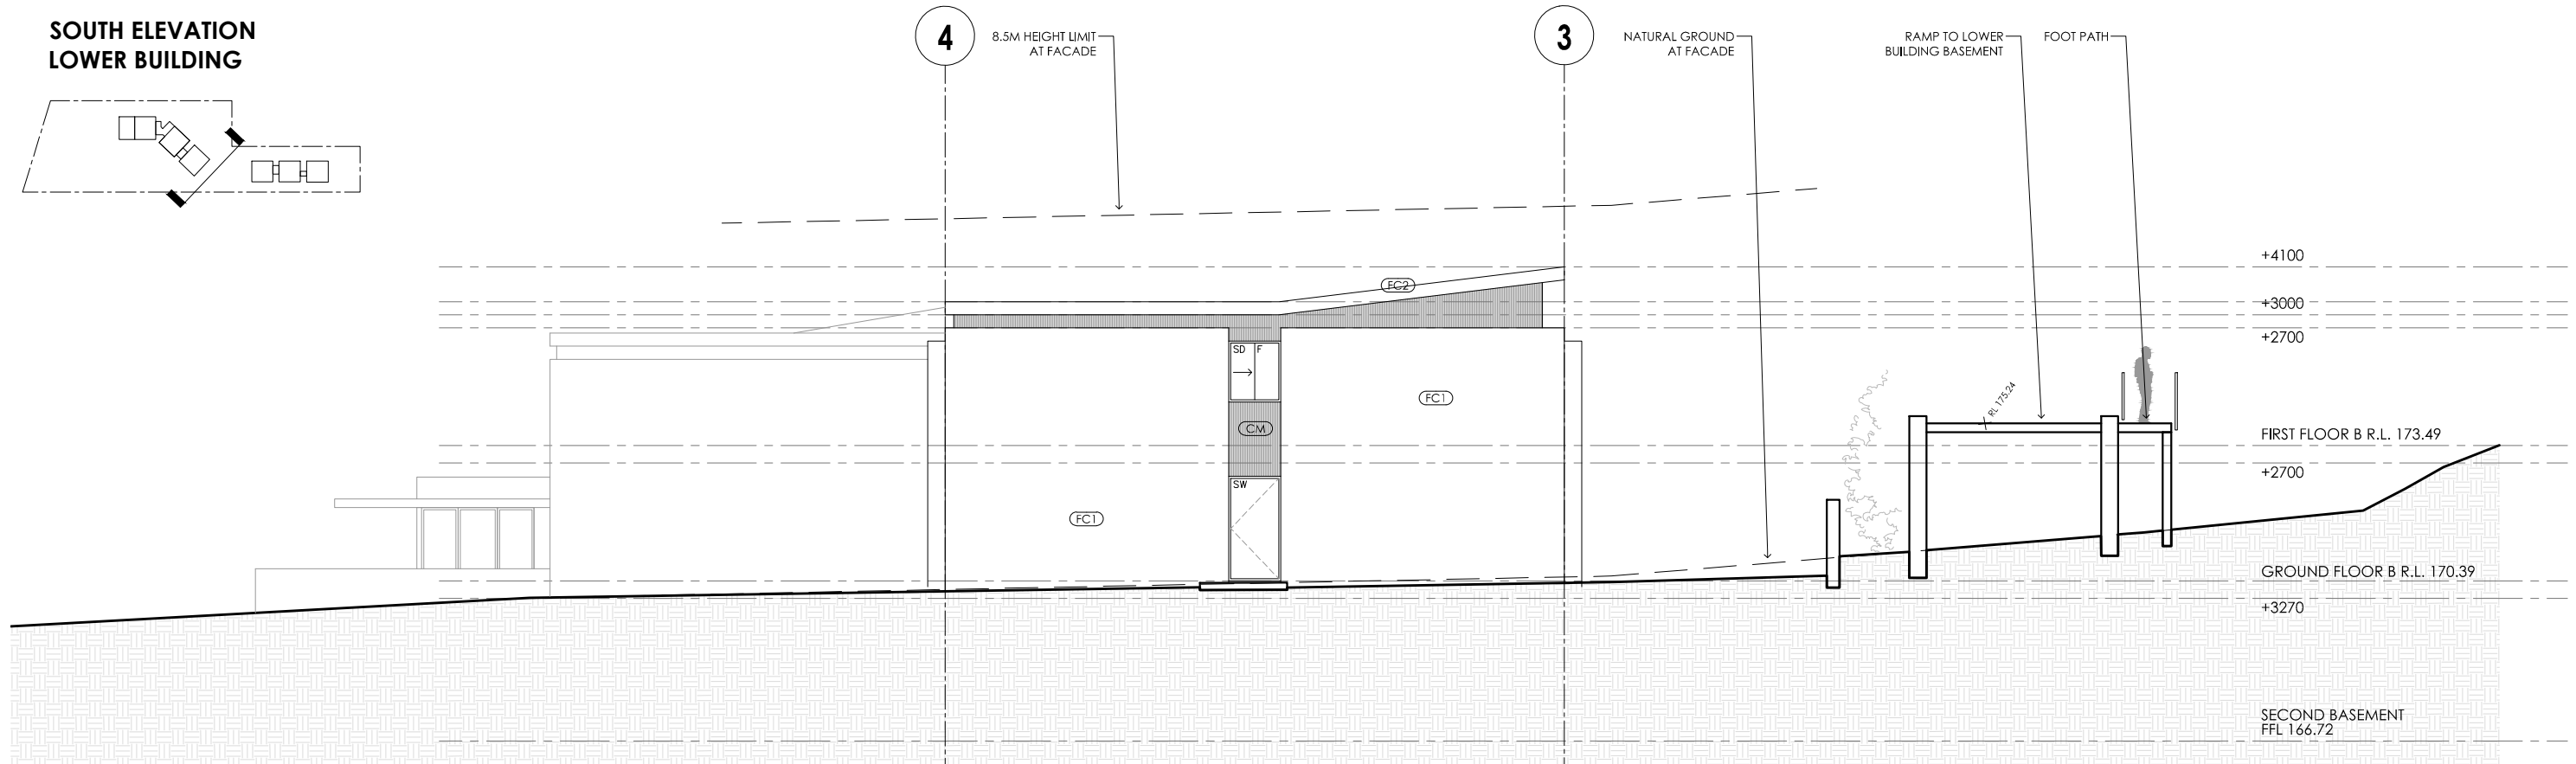 SOUTH ELEVATION
LOWER BUILDING
4
8.5M HEIGHT LIMIT
AT FACADE
3
NATURAL GROUND
AT FACADE
RAMP TO LOWER
BUILDING BASEMENT
FOOT PATH
+4100
FC2
+3000
+2700
SD F
RL 175.24
FC1
CM
FIRST FLOOR B R.L. 173.49
+2700
SW
FC1
GROUND FLOOR B R.L. 170.39
+3270
SECOND BASEMENT
FFL 166.72